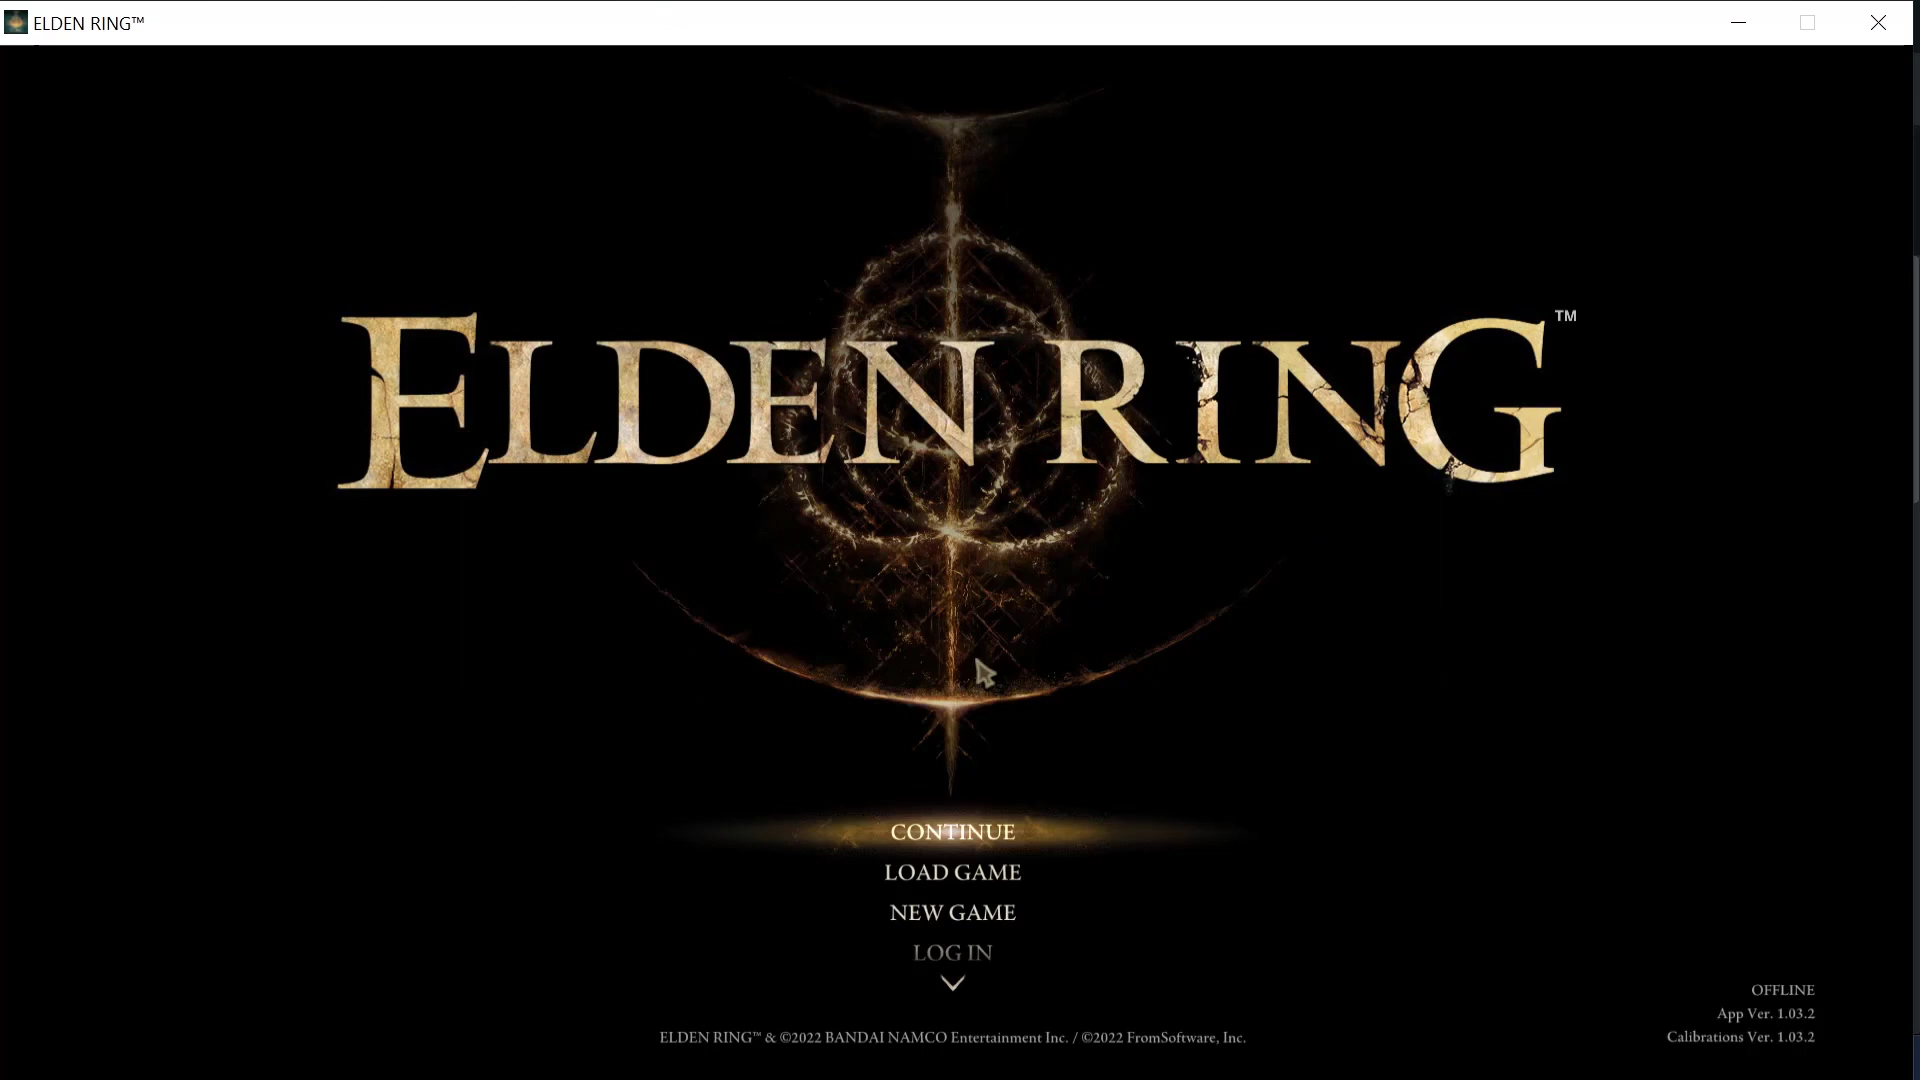 ELDEN RING™
ELDEN RING™
CONTINUE
LOAD GAME
NEW GAME
LOG IN
OFFLINE
App Ver. 1.03.2
Calibrations Ver. 1.03.2
ELDEN RING™ & ©2022 BANDAI NAMCO Entertainment Inc. / ©2022 FromSoftware, Inc.